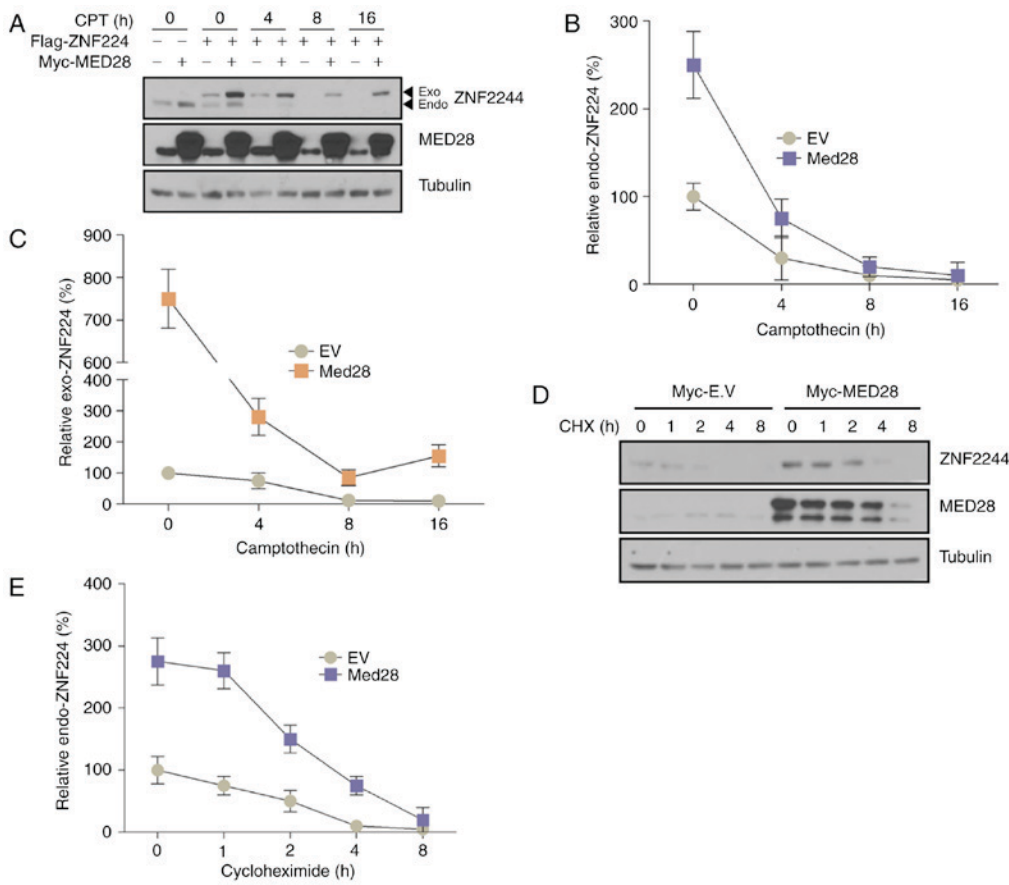 A
CPT (h) 0 0 4 8 16
Flag-ZNF224 – – + + + + + + + +
Myc-MED28 – + – + – + – + – +
Exo
Endo
ZNF2244
MED28
Tubulin
B
Relative endo-ZNF224 (%)
300
200
100
0
EV
Med28
0 4 8 16
Camptothecin (h)
C
Relative exo-ZNF224 (%)
900
800
700
600
400
300
200
100
0
EV
Med28
0 4 8 16
Camptothecin (h)
D
Myc-E.V Myc-MED28
CHX (h) 0 1 2 4 8 0 1 2 4 8
ZNF2244
MED28
Tubulin
E
Relative endo-ZNF224 (%)
400
300
200
100
0
EV
Med28
0 1 2 4 8
Cycloheximide (h)